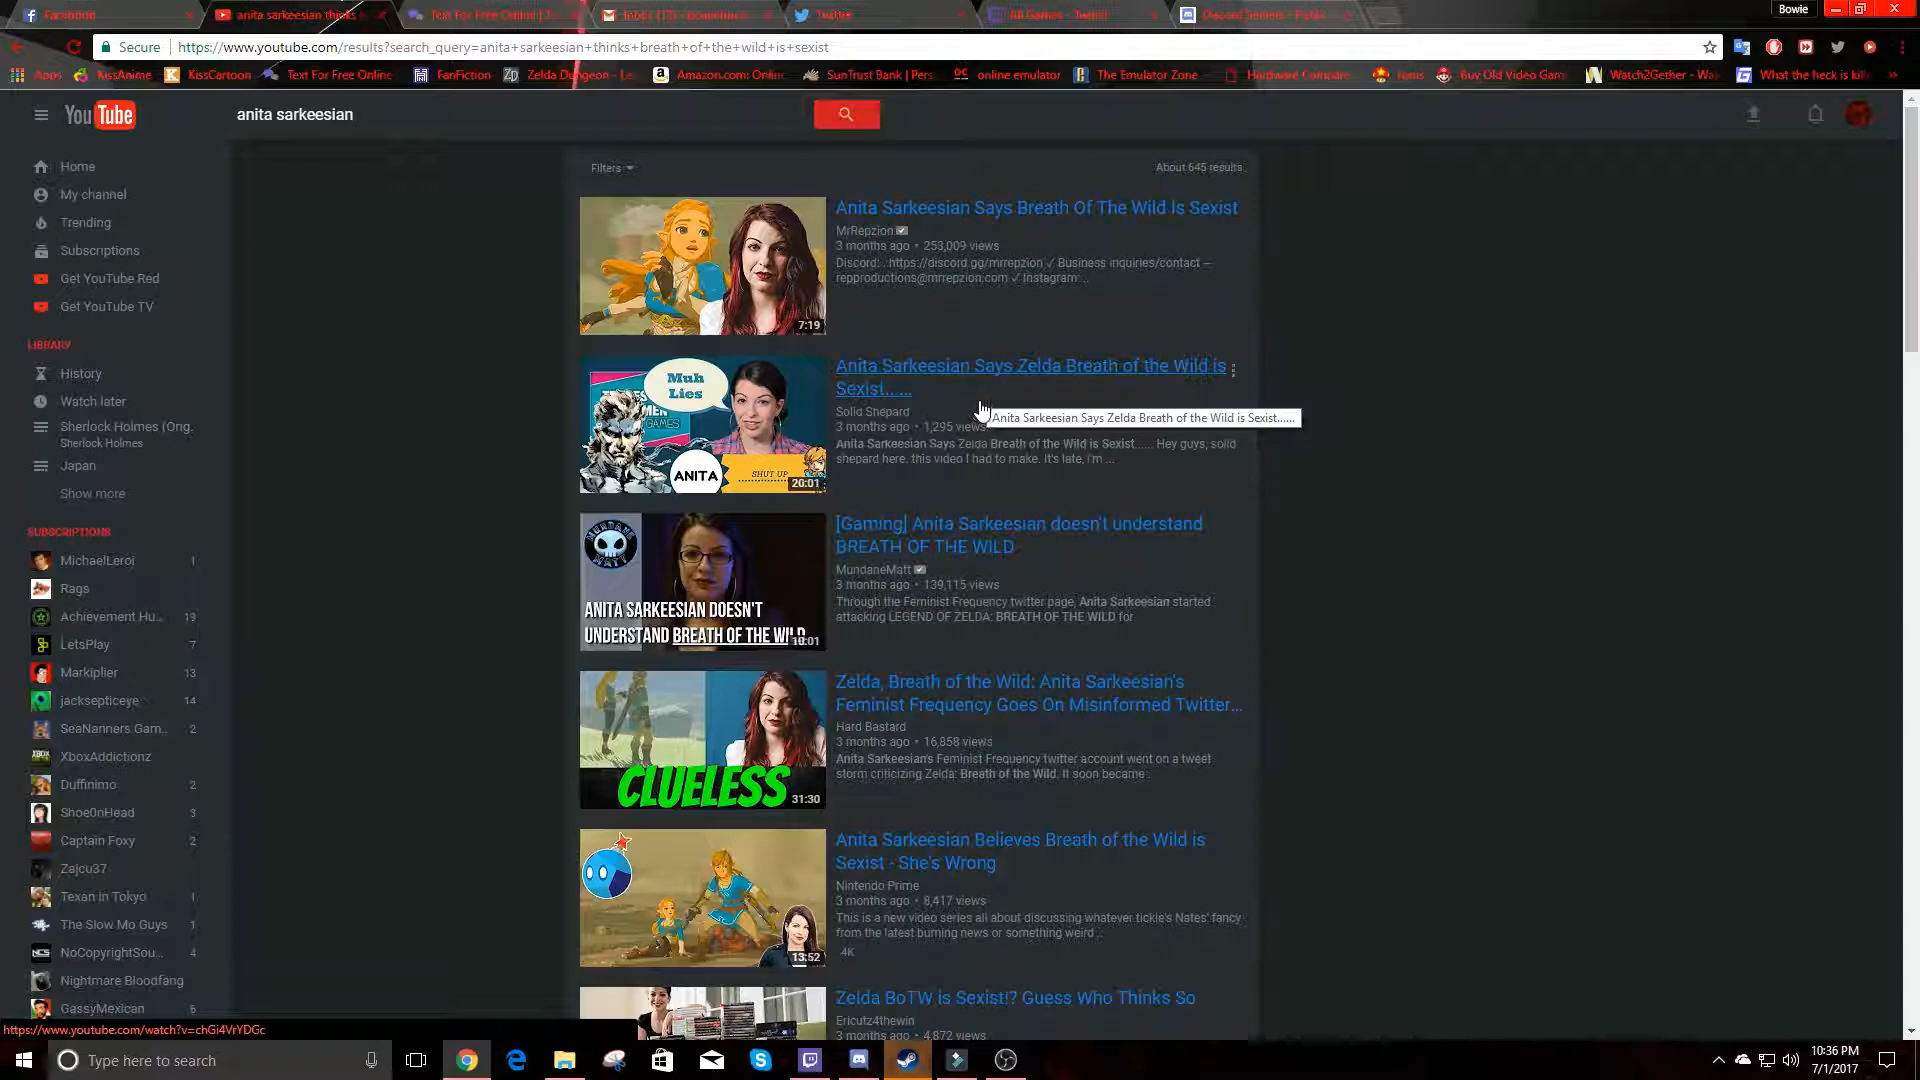 Facebook
anita sarkeesian thinks
Text For Free Online | T
Twitter
All Games - Twitch
Bowie
Secure
https://www.youtube.com/results?search_query=anita+sarkeesian+thinks+breath+of+the+wild+is+sexist
Apps
KissAnime
KissCartoon
Text For Free Online
FanFiction
Zelda Dungeon - Le
Amazon.com: Onlin
SunTrust Bank | Pers
online emulator
The Emulator Zone
Hardware Compare
roms
Buy Old Video Gam
Watch2Gether - Wa
What the heck is kill
YouTube
anita sarkeesian
Home
My channel
Trending
Subscriptions
Get YouTube Red
Get YouTube TV
LIBRARY
History
Watch later
Sherlock Holmes (Orig.
Sherlock Holmes
Japan
Show more
SUBSCRIPTIONS
MichaelLeroi 1
Rags
Achievement Hu... 19
LetsPlay 7
Markiplier 13
jacksepticeye 14
SeaNanners Gam.. 2
XboxAddictionz
Duffinimo 2
Shoe0nHead 3
Captain Foxy 2
Zajcu37
Texan in Tokyo 1
The Slow Mo Guys 1
NoCopyrightSou... 4
Nightmare Bloodfang
GassyMexican 6
Filters
About 645 results
7:19
Anita Sarkeesian Says Breath Of The Wild Is Sexist
MrRepzion
3 months ago • 253,009 views
Discord: . https://discord.gg/mrrepzion ✓ Business inquiries/contact –
repproductions@mrrepzion.com ✓ Instagram:...
Muh
Lies
GAMES
ANITA
SHUT UP
20:01
Anita Sarkeesian Says Zelda Breath of the Wild is
Sexist......
Solid Shepard
3 months ago • 1,295 views
Anita Sarkeesian Says Zelda Breath of the Wild is Sexist......
Anita Sarkeesian Says Zelda Breath of the Wild is Sexist...... Hey guys, solid
shepard here. this video I had to make. It's late, i'm ...
MUNDANE
MATT
ANITA SARKEESIAN DOESN'T
UNDERSTAND BREATH OF THE WILD
10:01
[Gaming] Anita Sarkeesian doesn't understand
BREATH OF THE WILD
MundaneMatt
3 months ago • 139,115 views
Through the Feminist Frequency twitter page, Anita Sarkeesian started
attacking LEGEND OF ZELDA: BREATH OF THE WILD for
CLUELESS
31:30
Zelda, Breath of the Wild: Anita Sarkeesian's
Feminist Frequency Goes On Misinformed Twitter...
Hard Bastard
3 months ago • 16,858 views
Anita Sarkeesian's Feminist Frequency twitter account went on a tweet
storm criticizing Zelda: Breath of the Wild. It soon became ..
13:52
Anita Sarkeesian Believes Breath of the Wild is
Sexist - She's Wrong
Nintendo Prime
3 months ago • 8,417 views
This is a new video series all about discussing whatever tickle's Nates' fancy
from the latest burning news or something weird ..
4K
Zelda BoTW is Sexist!? Guess Who Thinks So
Ericutz4thewin
3 months ago • 4,872 views
https://www.youtube.com/watch?v=chGi4VrYDGc
Type here to search
10:36 PM
7/1/2017